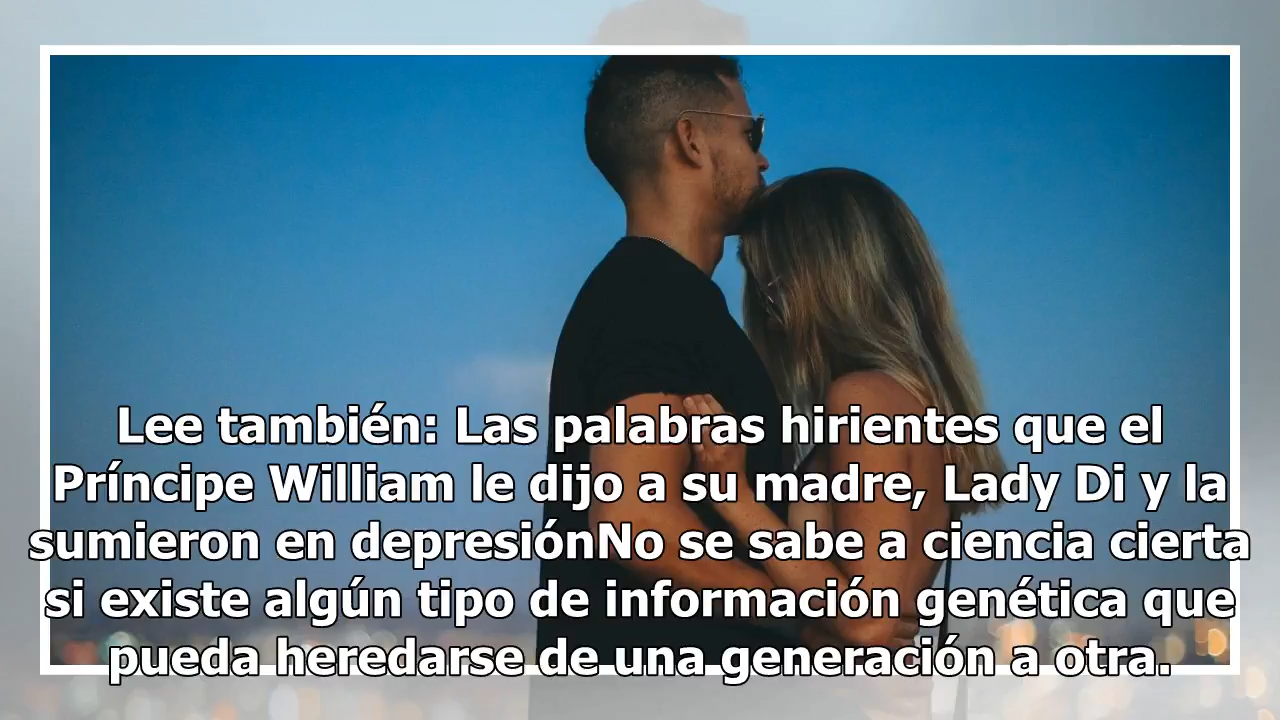 Lee también: Las palabras hirientes que el
Príncipe William le dijo a su madre, Lady Di y la
sumieron en depresiónNo se sabe a ciencia cierta
si existe algún tipo de información genética que
pueda heredarse de una generación a otra.